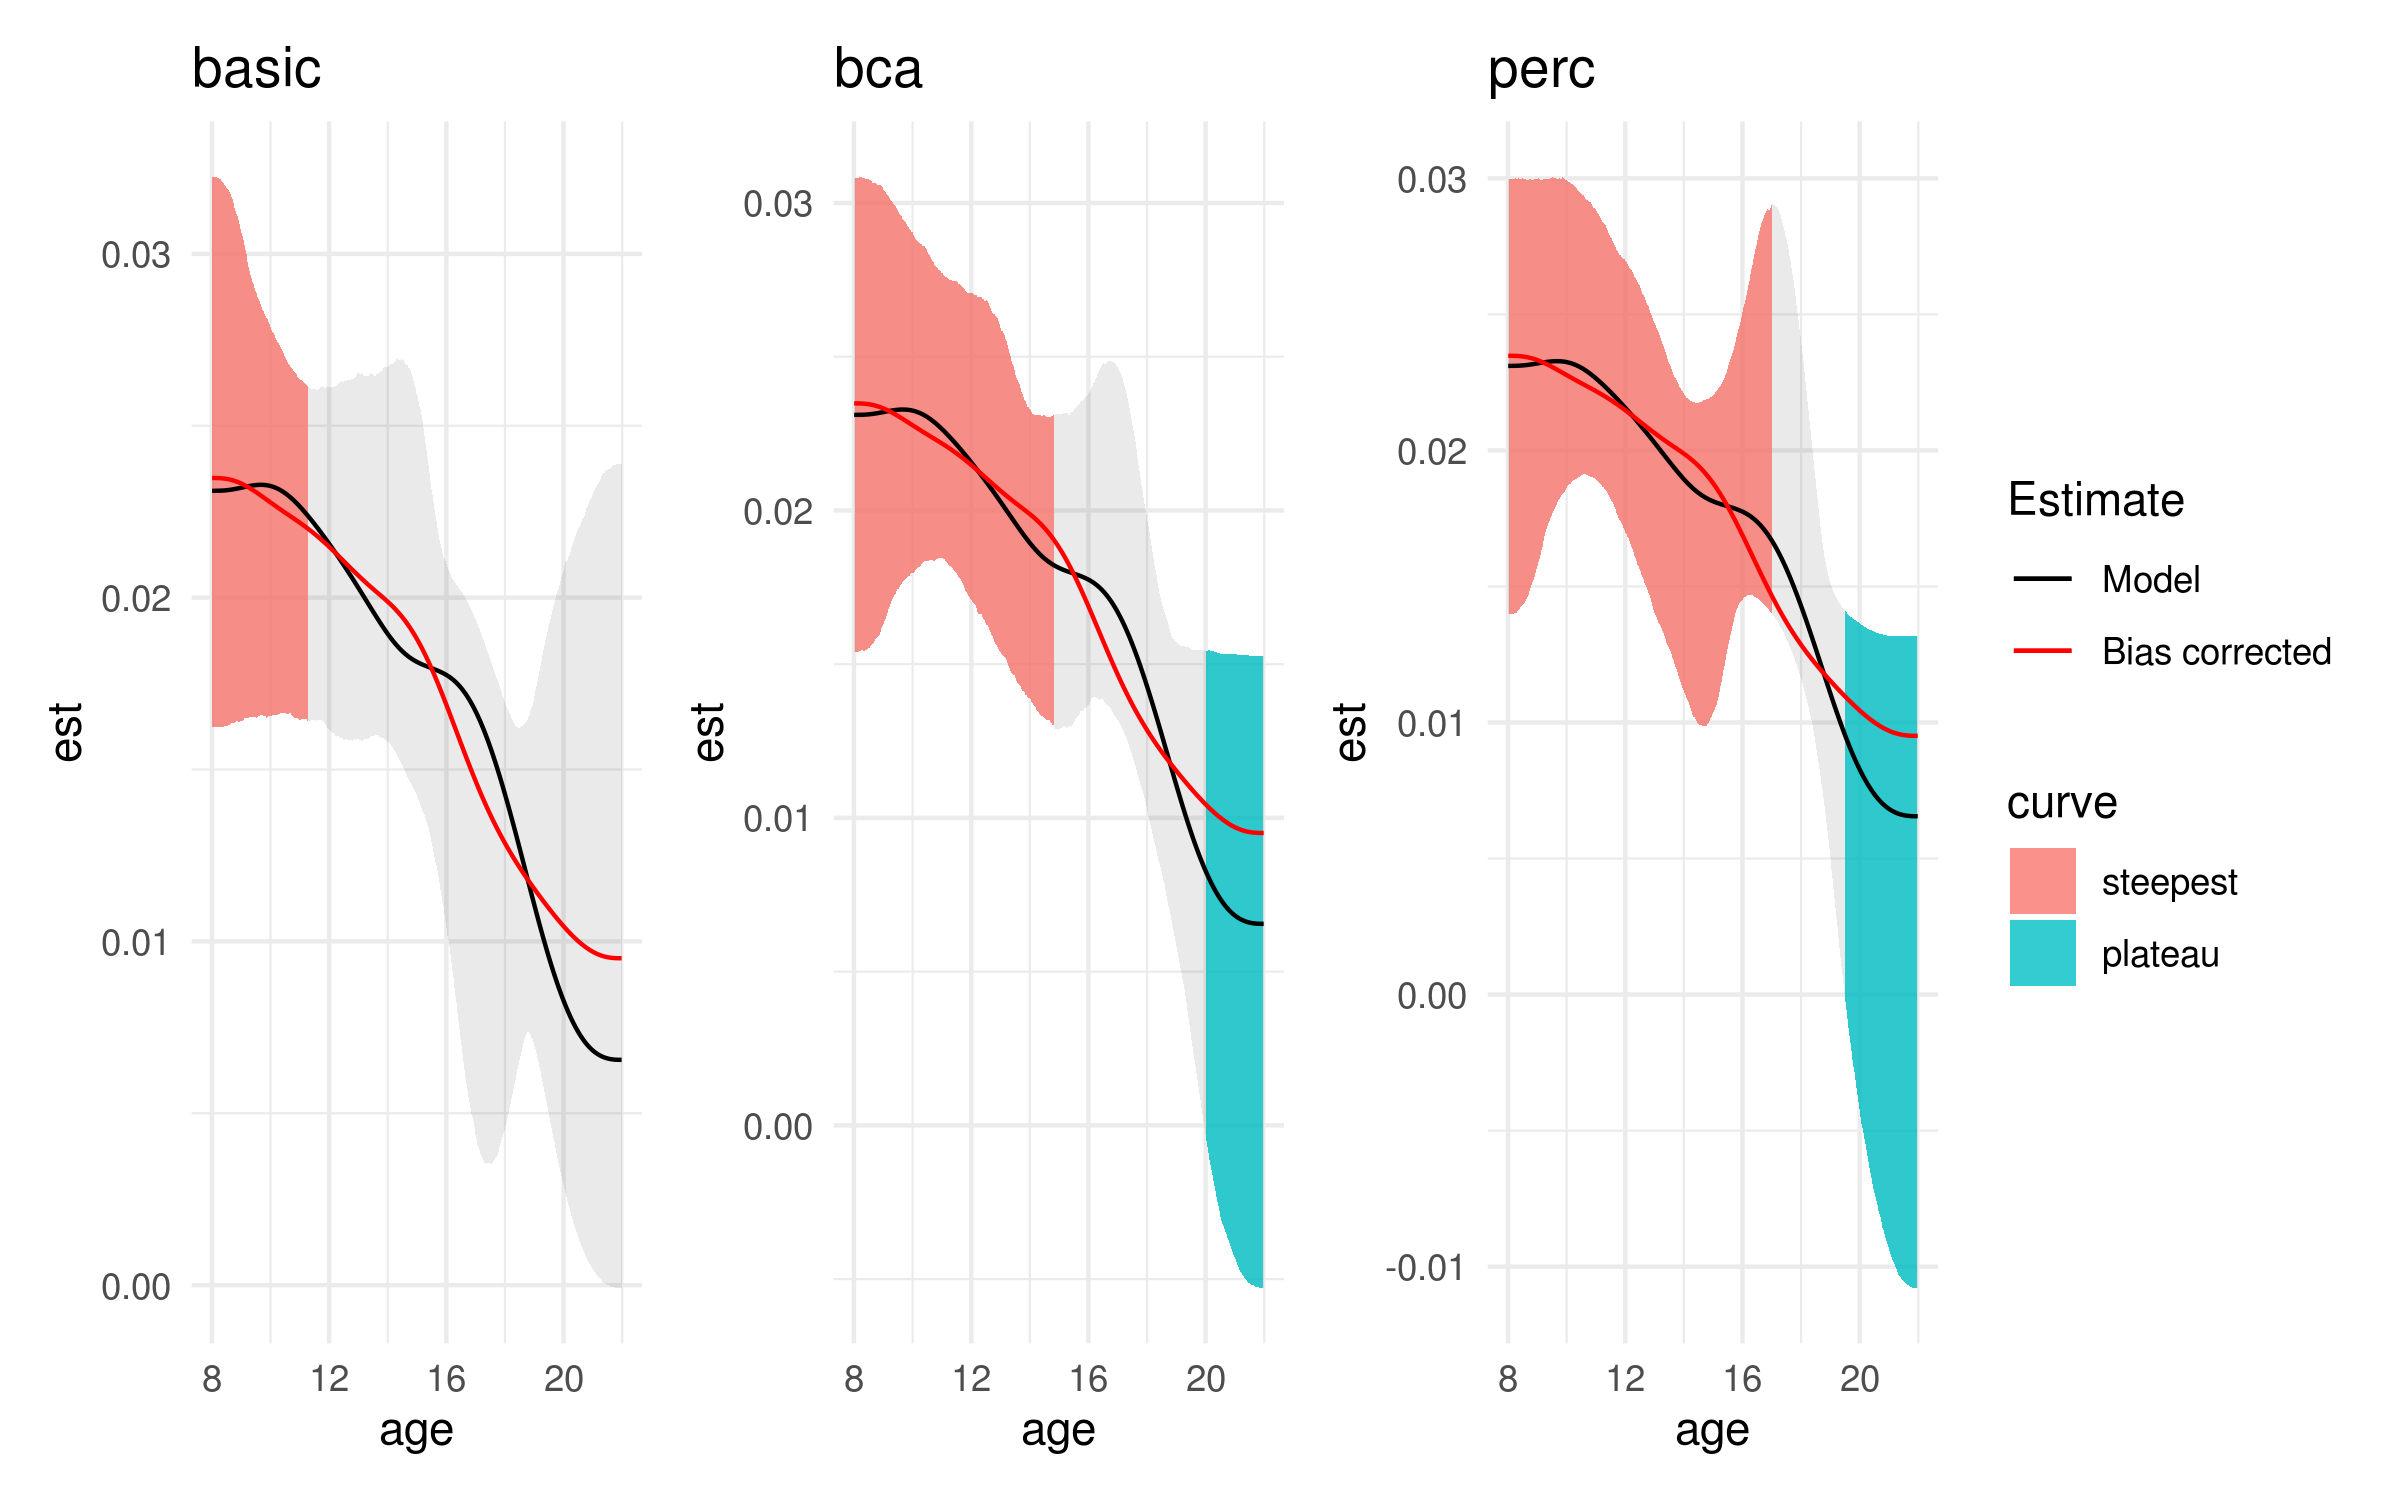 basic
est
0.03
0.02
0.01
0.00
8 12 16 20
age
bca
est
0.03
0.02
0.01
0.00
8 12 16 20
age
perc
est
0.03
0.02
0.01
0.00
-0.01
8 12 16 20
age
Estimate
Model
Bias corrected
curve
steepest
plateau